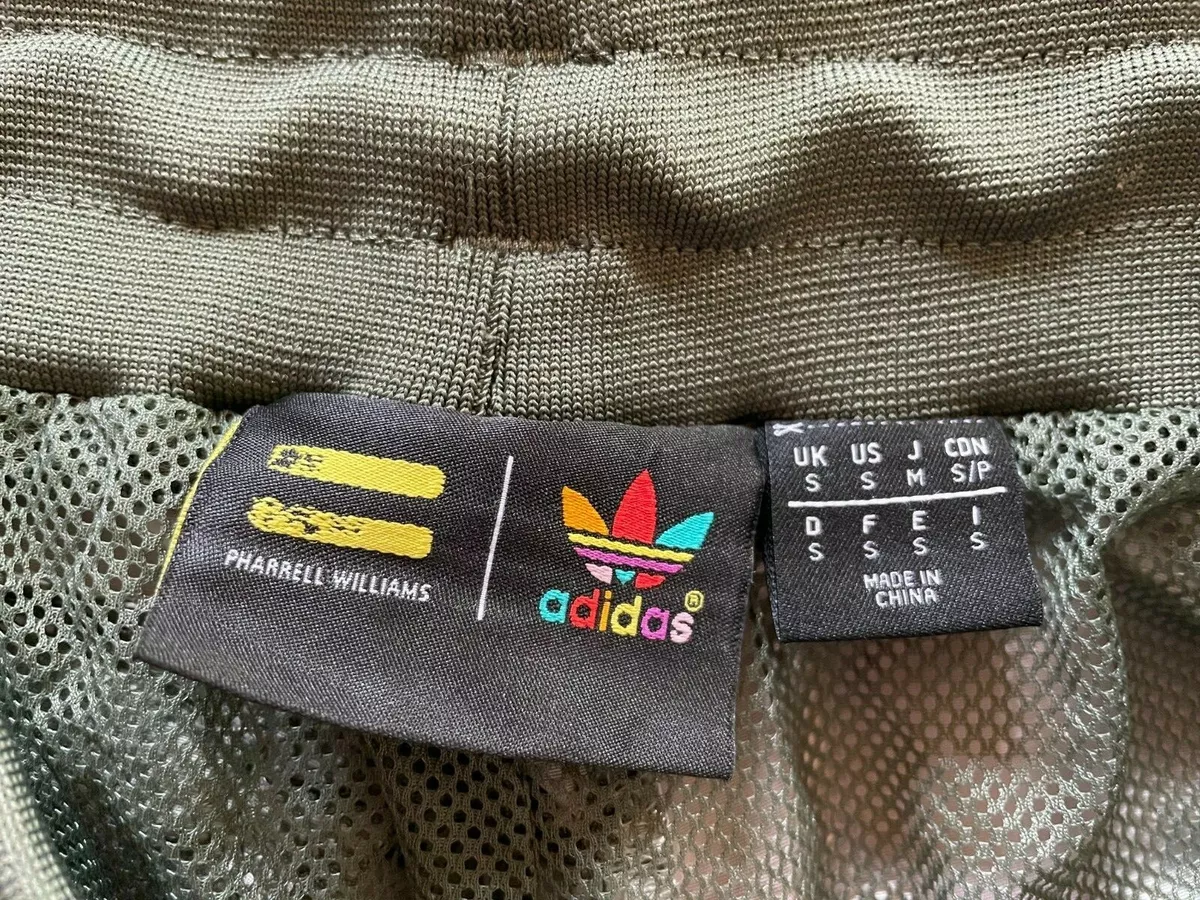 PHARRELL WILLIAMS
adidas®
UK US J CDN
S S M S/P
D F E I
S S S S
MADE IN
CHINA